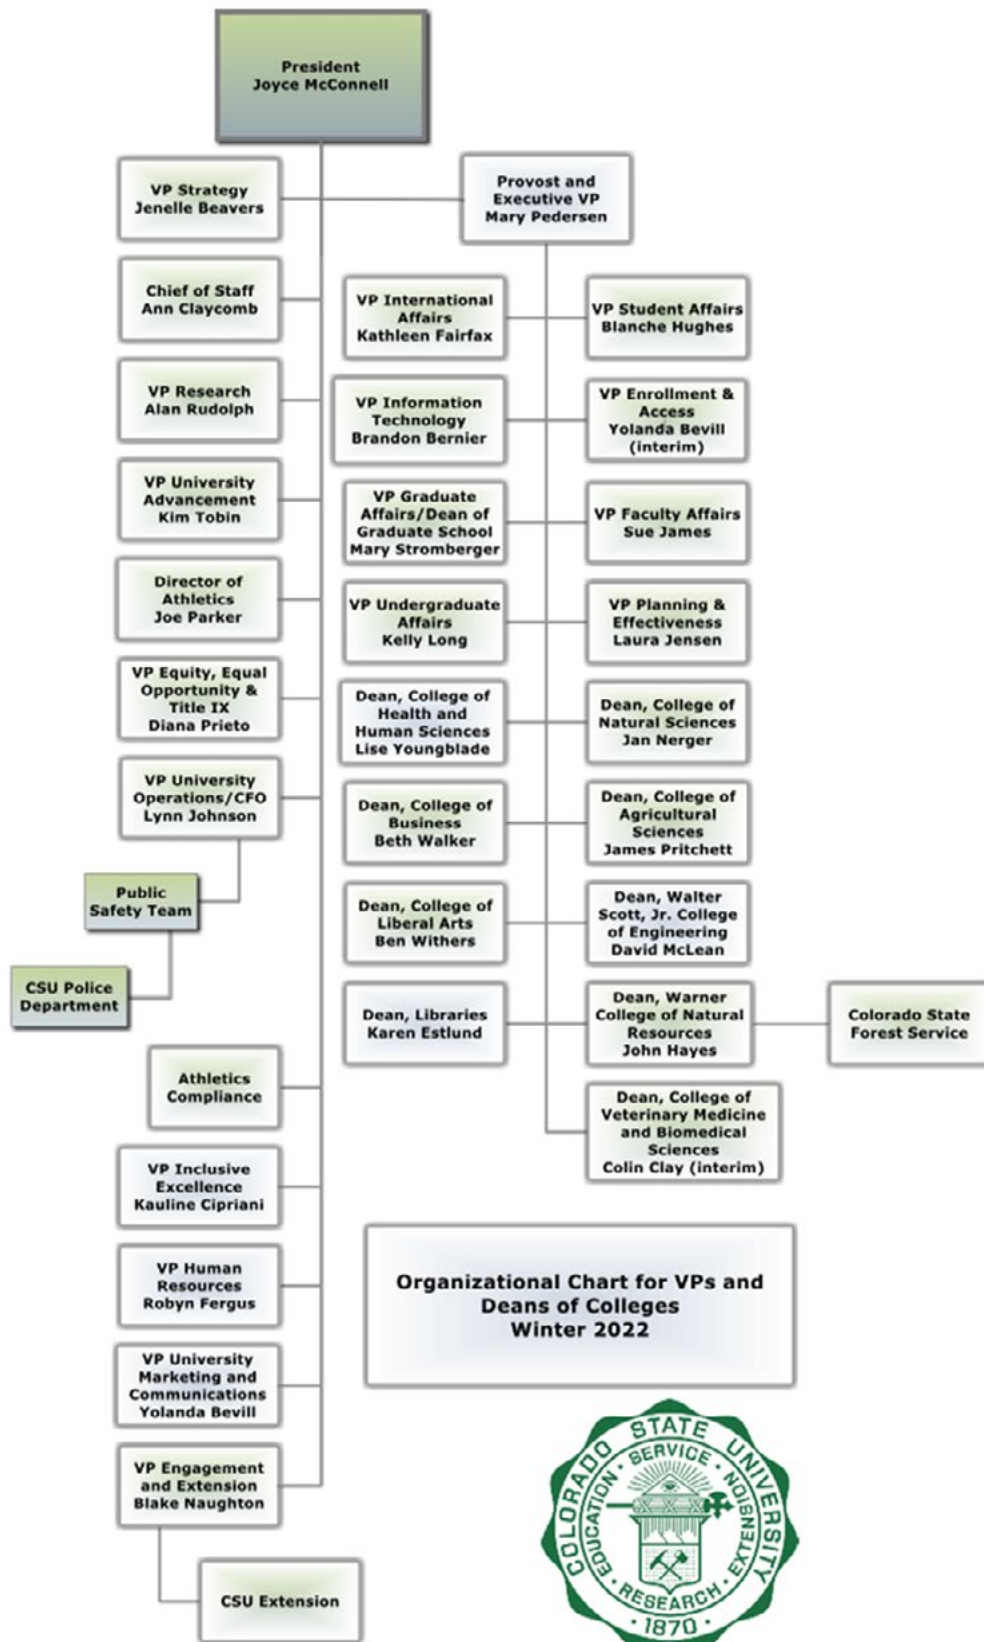 President
Joyce McConnell
VP Strategy
Jenelle Beavers
Provost and
Executive VP
Mary Pedersen
Chief of Staff
Ann Claycomb
VP International
Affairs
Kathleen Fairfax
VP Student Affairs
Blanche Hughes
VP Research
Alan Rudolph
VP Information
Technology
Brandon Bernier
VP Enrollment &
Access
Yolanda Bevill
(interim)
VP University
Advancement
Kim Tobin
VP Graduate
Affairs/Dean of
Graduate School
Mary Stromberger
VP Faculty Affairs
Sue James
Director of
Athletics
Joe Parker
VP Undergraduate
Affairs
Kelly Long
VP Planning &
Effectiveness
Laura Jensen
VP Equity, Equal
Opportunity &
Title IX
Diana Prieto
Dean, College of
Health and
Human Sciences
Lise Youngblade
Dean, College of
Natural Sciences
Jan Nerger
VP University
Operations/CFO
Lynn Johnson
Dean, College of
Business
Beth Walker
Dean, College of
Agricultural
Sciences
James Pritchett
Public
Safety Team
Dean, College of
Liberal Arts
Ben Withers
Dean, Walter
Scott, Jr. College
of Engineering
David McLean
CSU Police
Department
Dean, Libraries
Karen Estlund
Dean, Warner
College of Natural
Resources
John Hayes
Colorado State
Forest Service
Athletics
Compliance
Dean, College of
Veterinary Medicine
and Biomedical
Sciences
Colin Clay (interim)
VP Inclusive
Excellence
Kauline Cipriani
VP Human
Resources
Robyn Fergus
Organizational Chart for VPs and
Deans of Colleges
Winter 2022
VP University
Marketing and
Communications
Yolanda Bevill
VP Engagement
and Extension
Blake Naughton
CSU Extension
COLORADO STATE UNIVERSITY
EDUCATION · SERVICE · EXTENSION
· RESEARCH ·
· 1870 ·